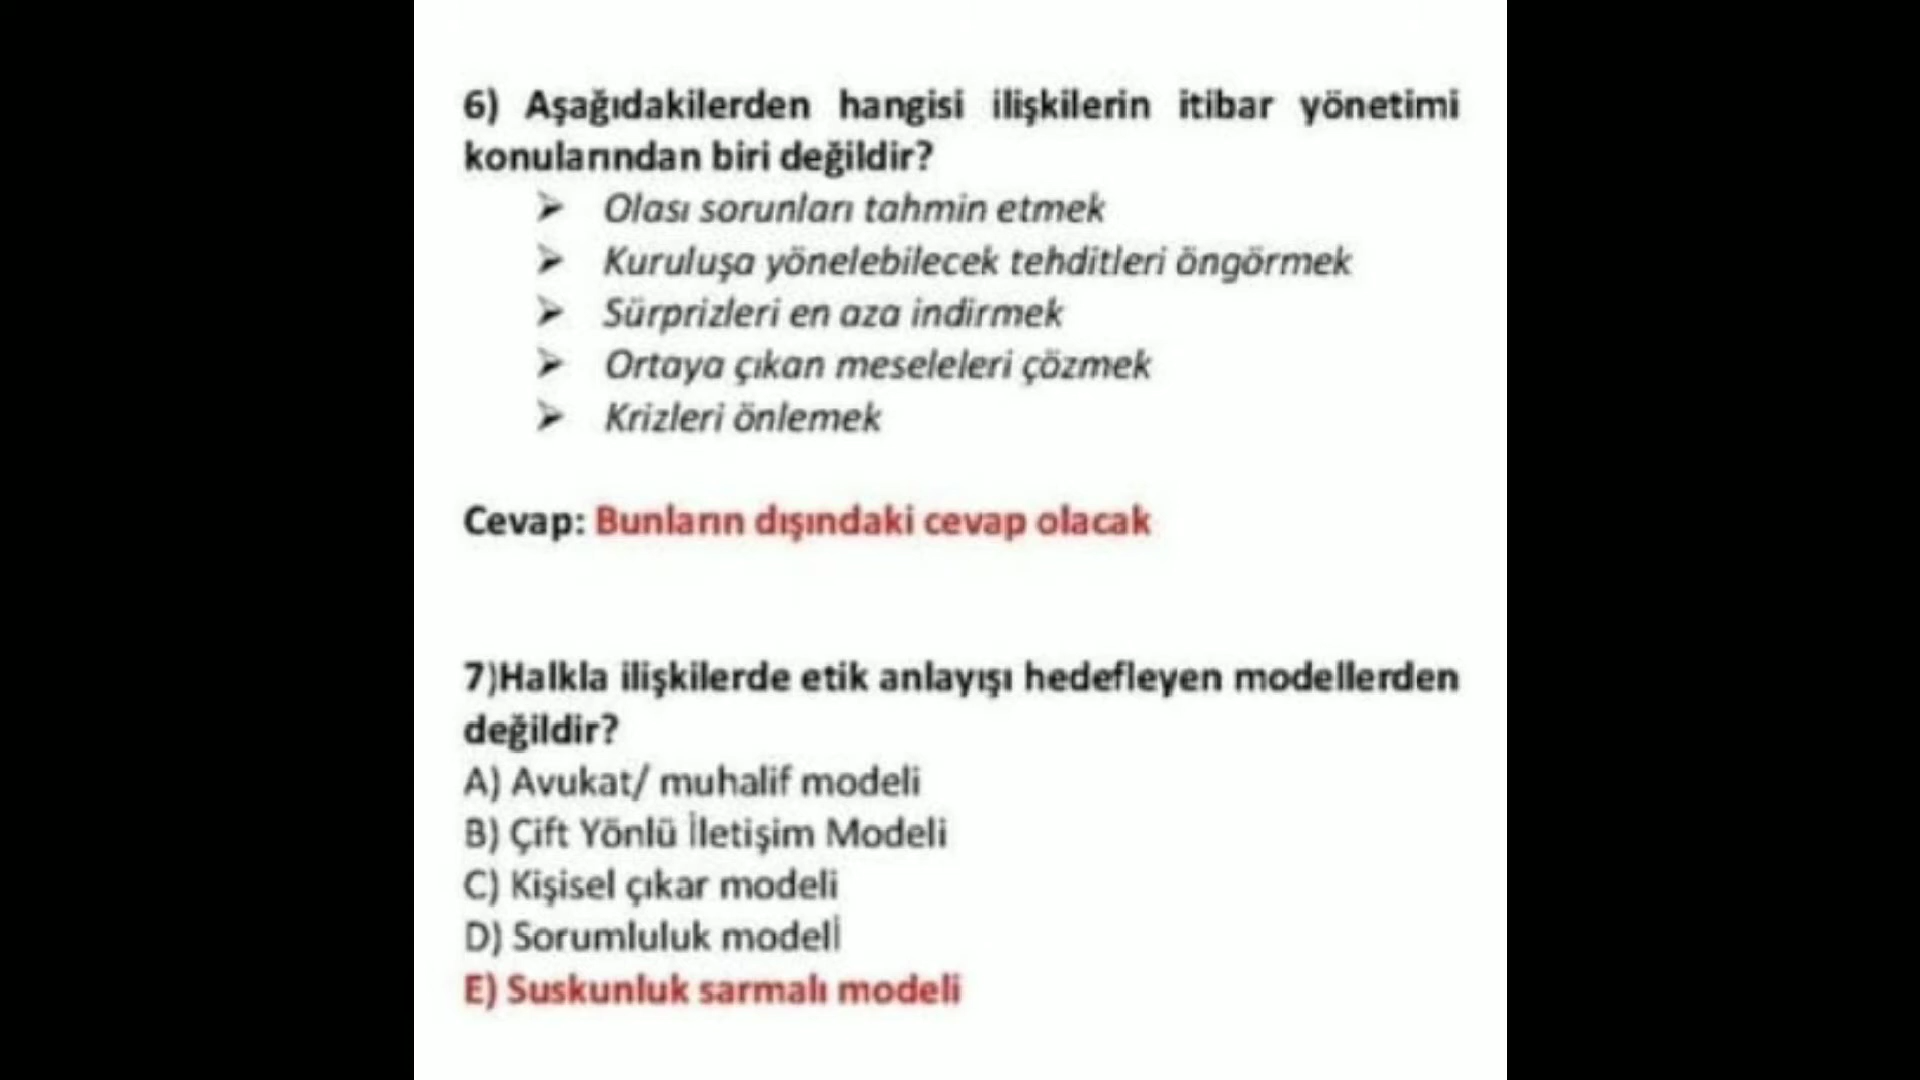 6) Aşağıdakilerden hangisi ilişkilerin itibar yönetimi
konularından biri değildir?
➢ Olası sorunları tahmin etmek
➢ Kuruluşa yönelebilecek tehditleri öngörmek
➢ Sürprizleri en aza indirmek
➢ Ortaya çıkan meseleleri çözmek
➢ Krizleri önlemek
Cevap: Bunların dışındaki cevap olacak
7)Halkla ilişkilerde etik anlayışı hedefleyen modellerden
değildir?
A) Avukat/ muhalif modeli
B) Çift Yönlü İletişim Modeli
C) Kişisel çıkar modeli
D) Sorumluluk modelİ
E) Suskunluk sarmalı modeli